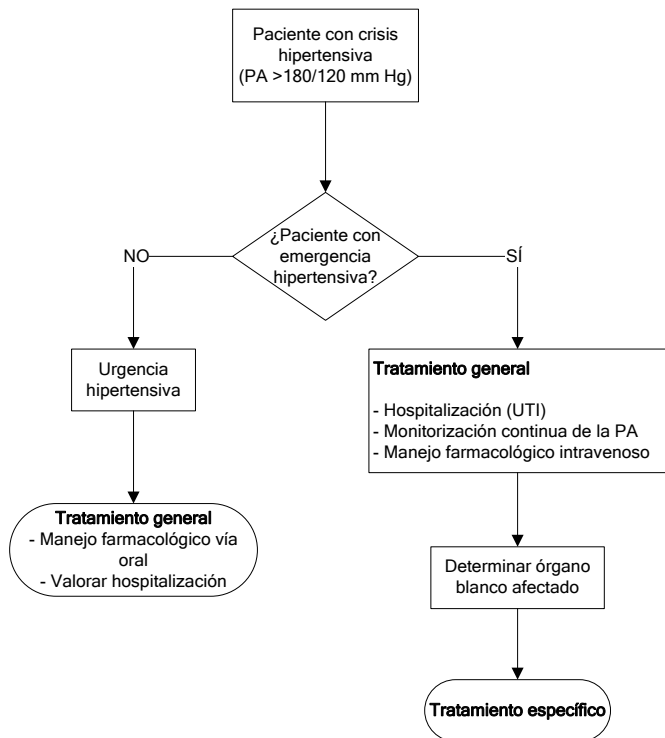 Paciente con crisis
hipertensiva
(PA >180/120 mm Hg)
¿Paciente con
emergencia
hipertensiva?
NO
SÍ
Urgencia
hipertensiva
Tratamiento general
- Manejo farmacológico vía
oral
- Valorar hospitalización
Tratamiento general
- Hospitalización (UTI)
- Monitorización continua de la PA
- Manejo farmacológico intravenoso
Determinar órgano
blanco afectado
Tratamiento específico